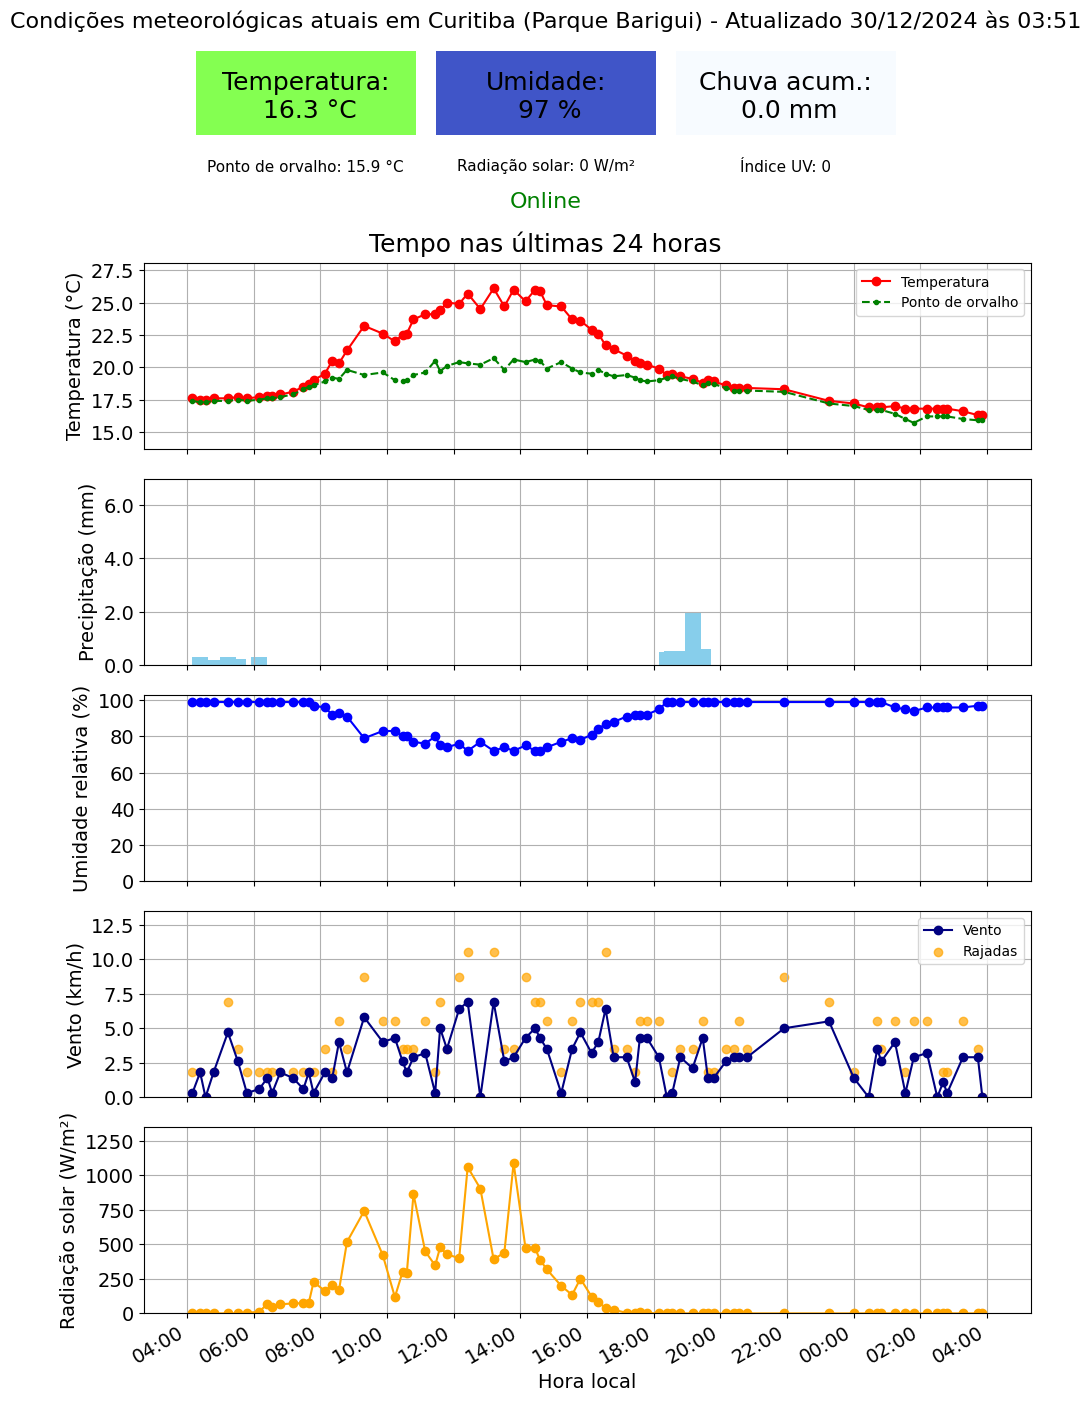 Condições meteorológicas atuais em Curitiba (Parque Barigui) - Atualizado 30/12/2024 às 03:51
Temperatura:
16.3 °C
Umidade:
97 %
Chuva acum.:
0.0 mm
Ponto de orvalho: 15.9 °C
Radiação solar: 0 W/m²
Índice UV: 0
Online
Tempo nas últimas 24 horas
Temperatura (°C)
27.5
25.0
22.5
20.0
17.5
15.0
Temperatura
Ponto de orvalho
Precipitação (mm)
6.0
4.0
2.0
0.0
Umidade relativa (%)
100
80
60
40
20
0
Vento (km/h)
12.5
10.0
7.5
5.0
2.5
0.0
Vento
Rajadas
Radiação solar (W/m²)
1250
1000
750
500
250
0
04:00
06:00
08:00
10:00
12:00
14:00
16:00
18:00
20:00
22:00
00:00
02:00
04:00
Hora local